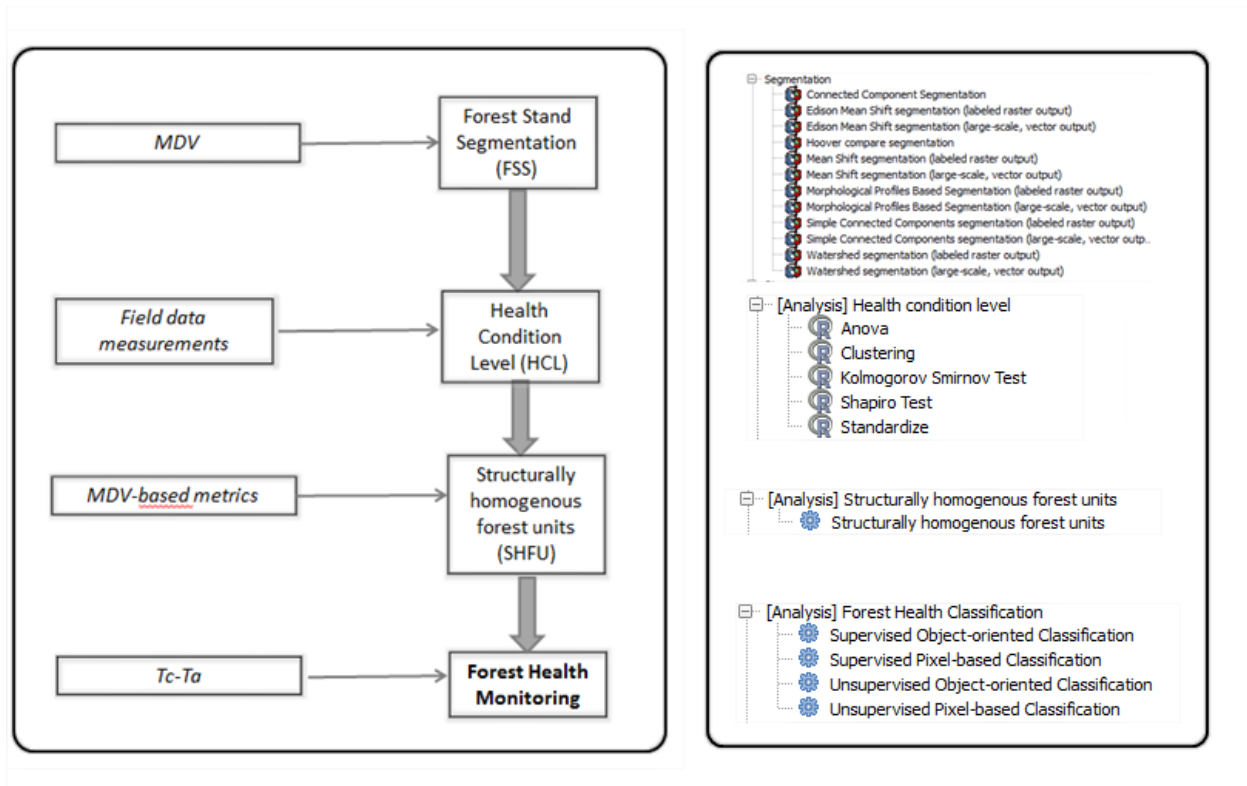 MDV
Forest Stand
Segmentation
(FSS)
Field data
measurements
Health
Condition
Level (HCL)
MDV-based metrics
Structurally
homogenous
forest units
(SHFU)
Tc-Ta
Forest Health
Monitoring
Segmentation
Connected Component Segmentation
Edison Mean Shift segmentation (labeled raster output)
Edison Mean Shift segmentation (large-scale, vector output)
Hoover compare segmentation
Mean Shift segmentation (labeled raster output)
Mean Shift segmentation (large-scale, vector output)
Morphological Profiles Based Segmentation (labeled raster output)
Morphological Profiles Based Segmentation (large-scale, vector output)
Simple Connected Components segmentation (labeled raster output)
Simple Connected Components segmentation (large-scale, vector outp..
Watershed segmentation (labeled raster output)
Watershed segmentation (large-scale, vector output)
[Analysis] Health condition level
Anova
Clustering
Kolmogorov Smirnov Test
Shapiro Test
Standardize
[Analysis] Structurally homogenous forest units
Structurally homogenous forest units
[Analysis] Forest Health Classification
Supervised Object-oriented Classification
Supervised Pixel-based Classification
Unsupervised Object-oriented Classification
Unsupervised Pixel-based Classification